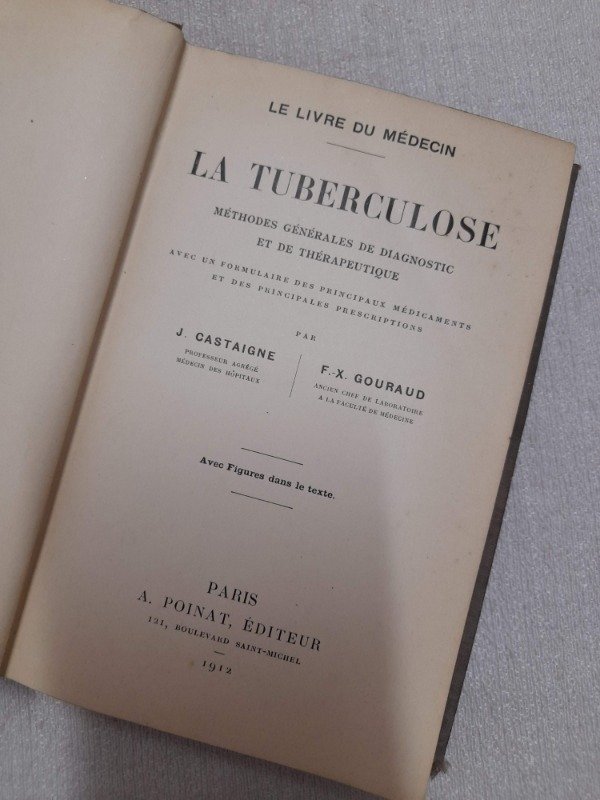 LE LIVRE DU MÉDECIN
LA TUBERCULOSE
MÉTHODES GÉNÉRALES DE DIAGNOSTIC
ET DE THÉRAPEUTIQUE
AVEC UN FORMULAIRE DES PRINCIPAUX MÉDICAMENTS
ET DES PRINCIPALES PRESCRIPTIONS
PAR
J. CASTAIGNE
PROFESSEUR AGRÉGÉ
MÉDECIN DES HÔPITAUX
F.-X. GOURAUD
ANCIEN CHEF DE LABORATOIRE
A LA FACULTÉ DE MÉDECINE
Avec Figures dans le texte.
PARIS
A. POINAT, ÉDITEUR
121, BOULEVARD SAINT-MICHEL
1912